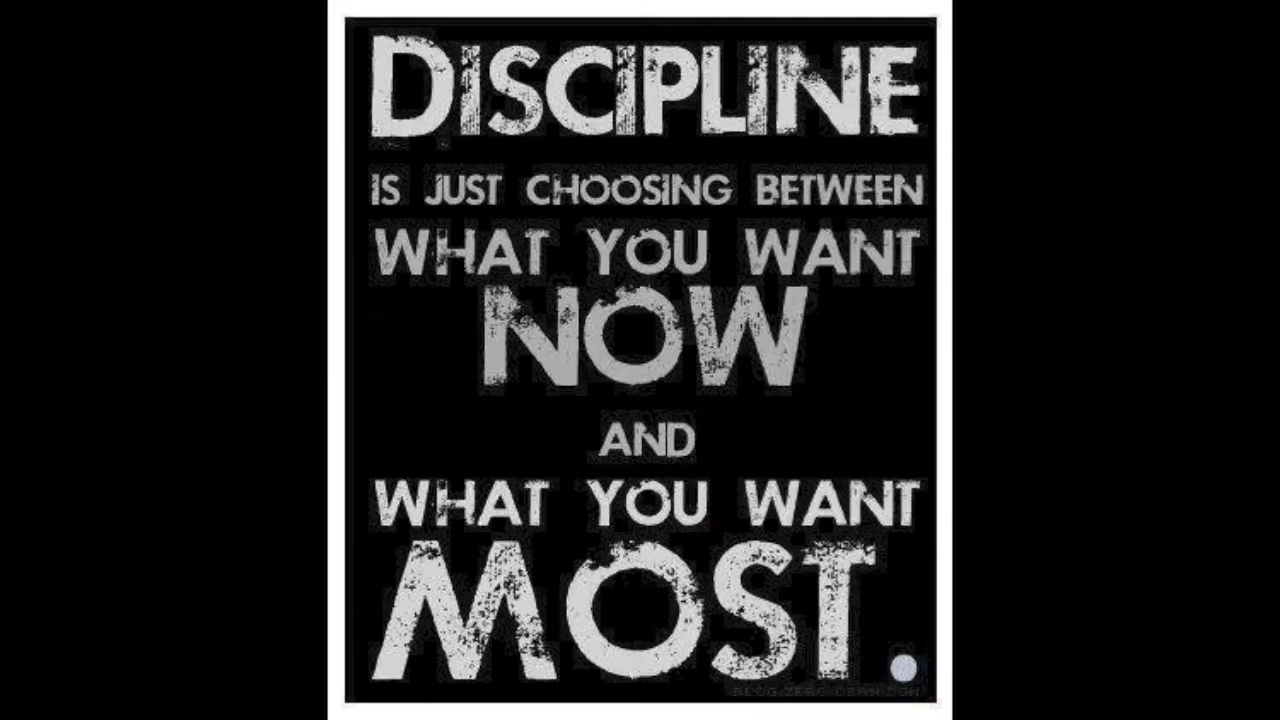 DISCIPLINE
IS JUST CHOOSING BETWEEN
WHAT YOU WANT
NOW
AND
WHAT YOU WANT
MOST.